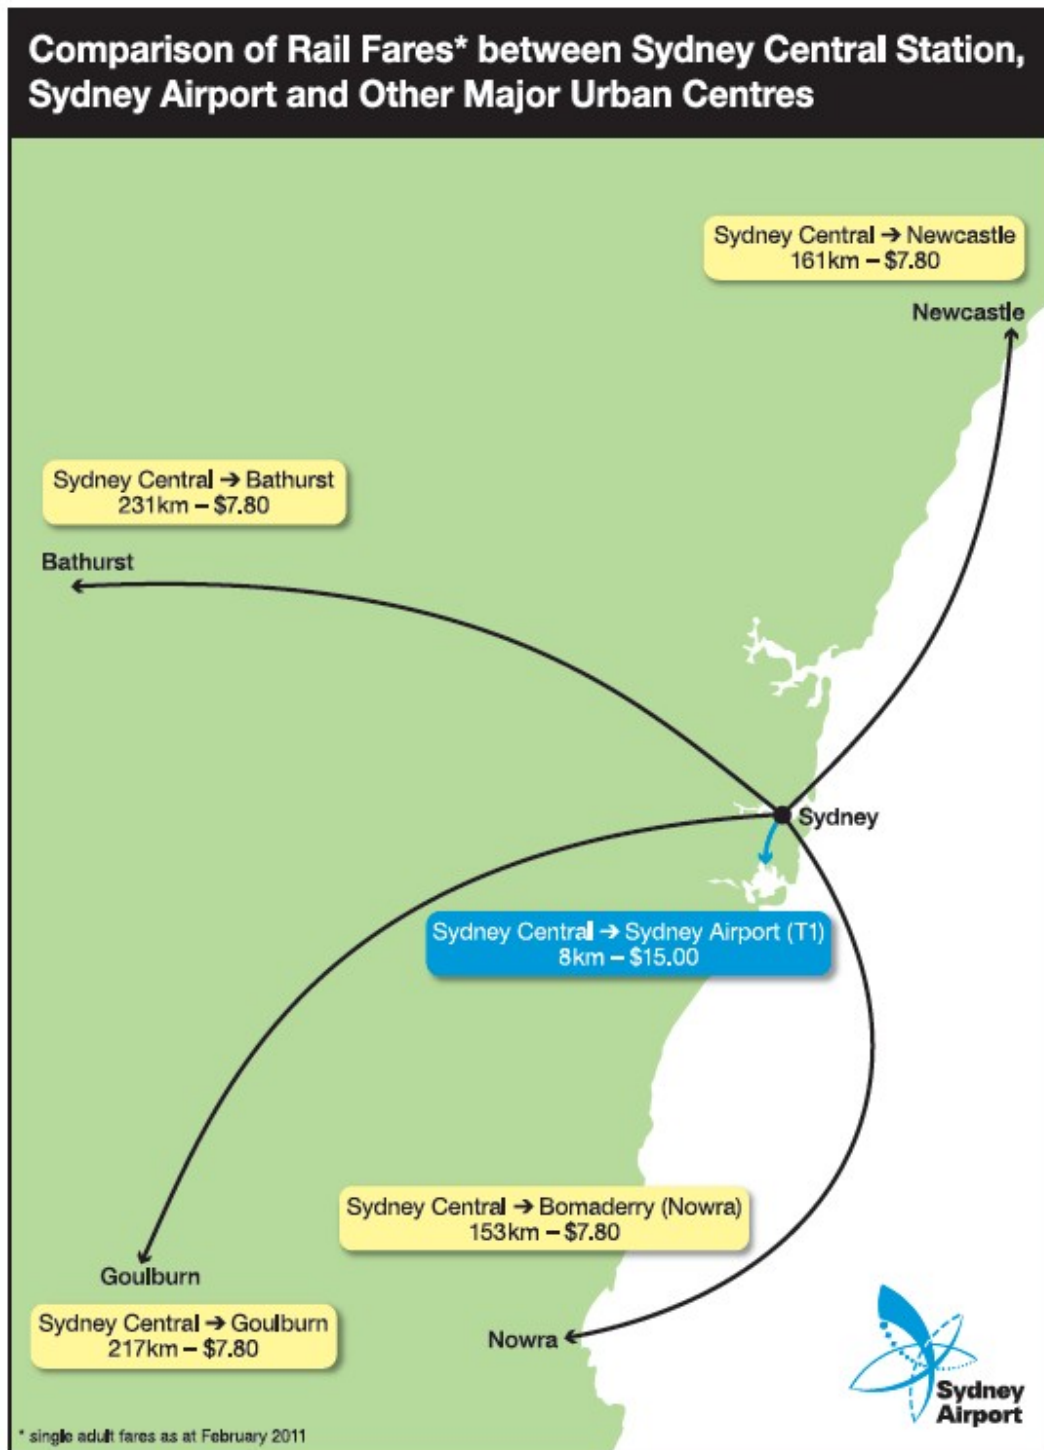 Comparison of Rail Fares* between Sydney Central Station,
Sydney Airport and Other Major Urban Centres
Sydney Central ➔ Newcastle
161km – $7.80
Newcastle
Sydney Central ➔ Bathurst
231km – $7.80
Bathurst
Sydney
Sydney Central ➔ Sydney Airport (T1)
8km – $15.00
Sydney Central ➔ Bomaderry (Nowra)
153km – $7.80
Goulburn
Sydney Central ➔ Goulburn
217km – $7.80
Nowra
Sydney
Airport
* single adult fares as at February 2011